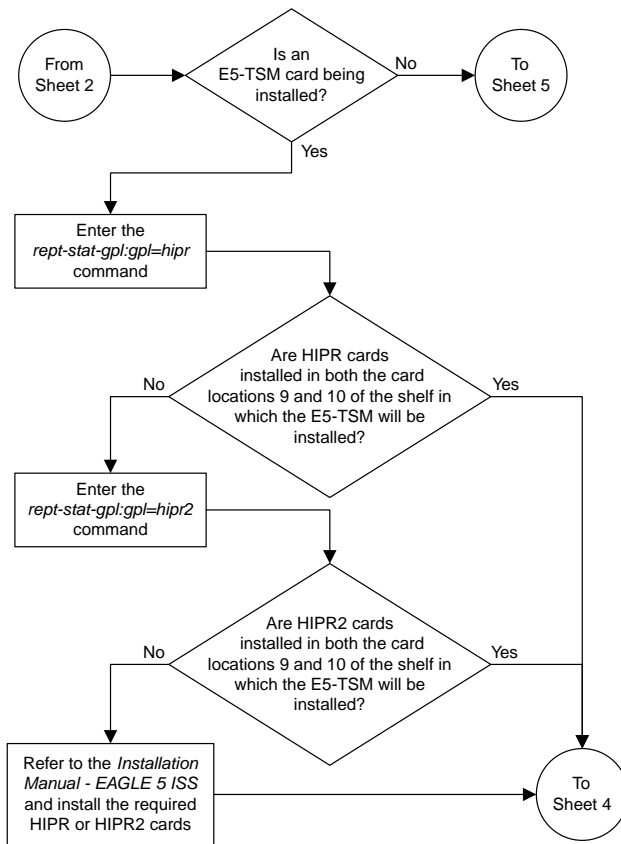 From
Sheet 2
Is an
E5-TSM card being
installed?
No
To
Sheet 5
Yes
Enter the
rept-stat-gpl:gpl=hipr
command
Are HIPR cards
installed in both the card
locations 9 and 10 of the shelf in
which the E5-TSM will be
installed?
No
Yes
Enter the
rept-stat-gpl:gpl=hipr2
command
Are HIPR2 cards
installed in both the card
locations 9 and 10 of the shelf in
which the E5-TSM will be
installed?
No
Yes
Refer to the Installation
Manual - EAGLE 5 ISS
and install the required
HIPR or HIPR2 cards
To
Sheet 4